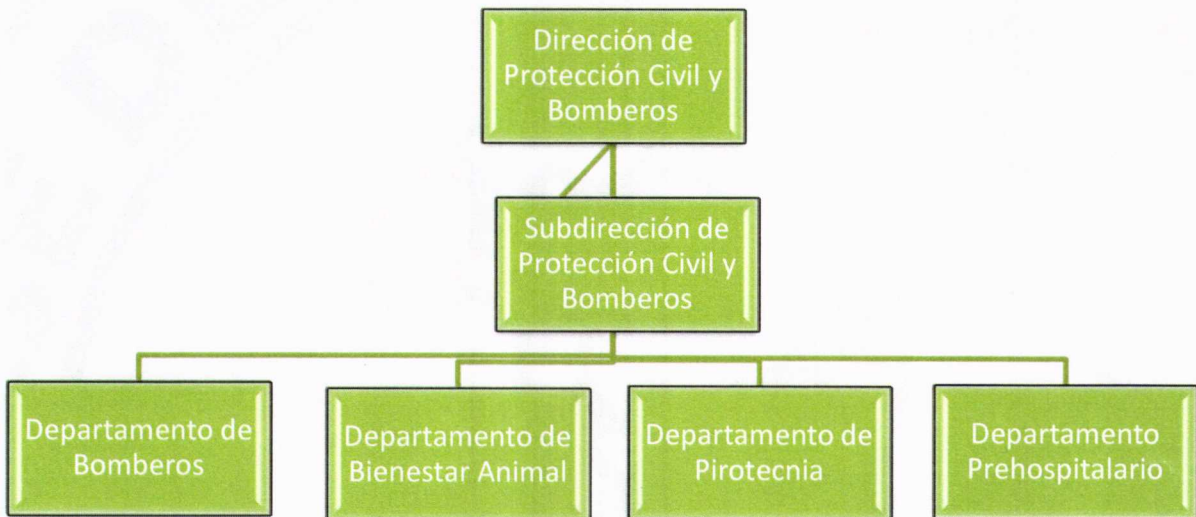 Dirección de
Protección Civil y
Bomberos
Subdirección de
Protección Civil y
Bomberos
Departamento de
Bomberos
Departamento de
Bienestar Animal
Departamento de
Pirotecnia
Departamento
Prehospitalario